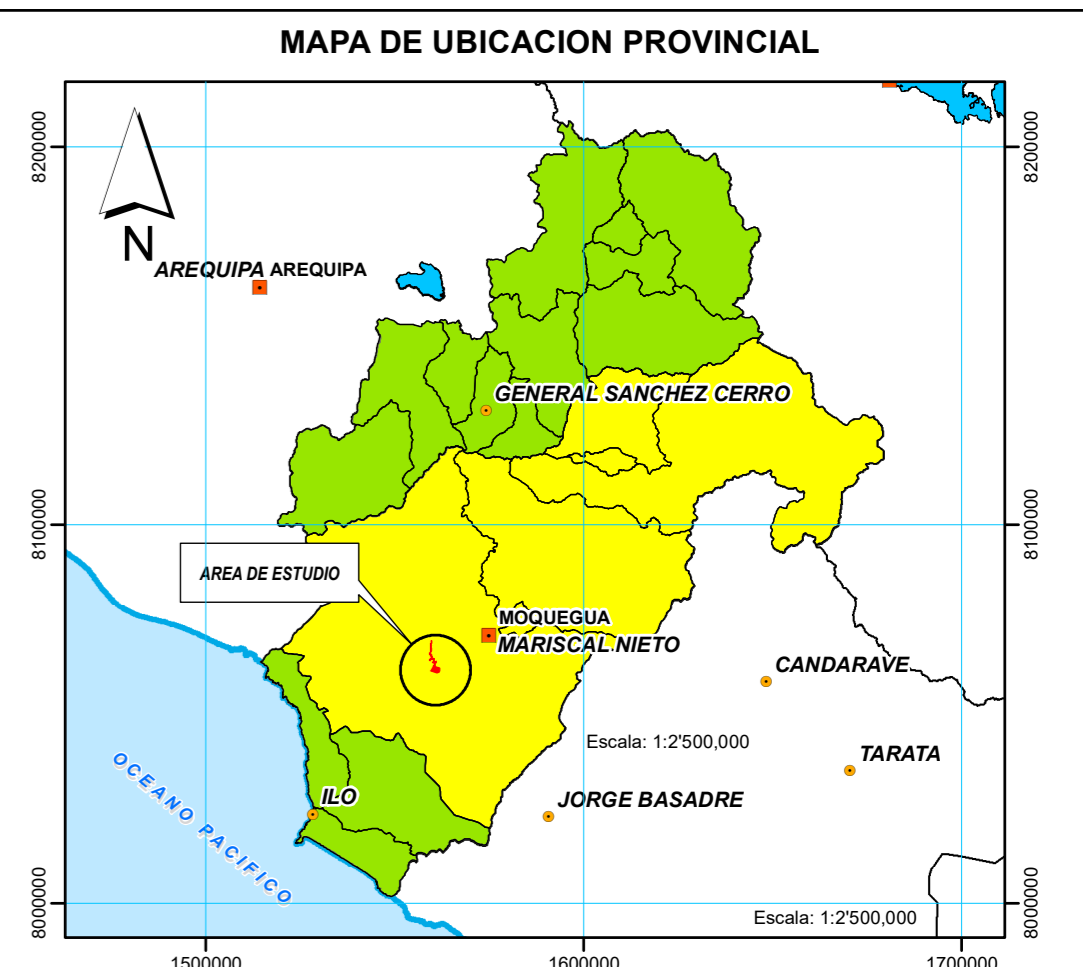 MAPA DE UBICACION PROVINCIAL
8200000
8200000
N
AREQUIPA AREQUIPA
GENERAL SANCHEZ CERRO
8100000
8100000
AREA DE ESTUDIO
MOQUEGUA
MARISCAL NIETO
CANDARAVE
Escala: 1:2'500,000
TARATA
OCEANO PACIFICO
ILO
JORGE BASADRE
8000000
8000000
Escala: 1:2'500,000
1500000
1600000
1700000